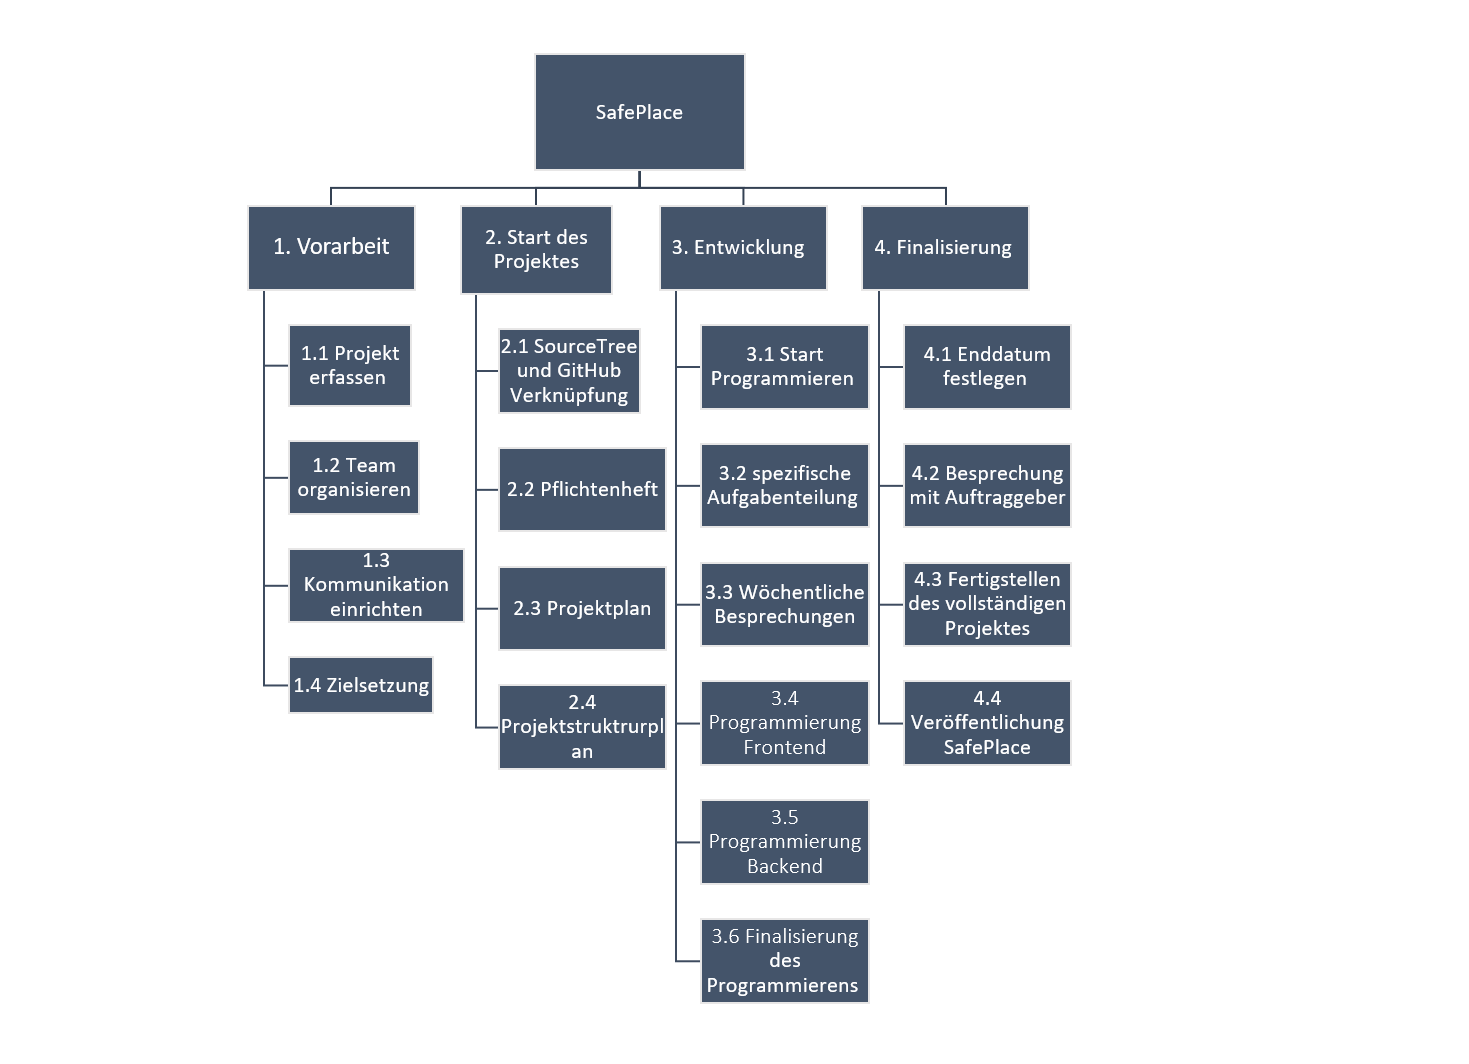 SafePlace
1. Vorarbeit
1.1 Projekt
erfassen
1.2 Team
organisieren
1.3
Kommunikation
einrichten
1.4 Zielsetzung
2. Start des
Projektes
2.1 SourceTree
und GitHub
Verknüpfung
2.2 Pflichtenheft
2.3 Projektplan
2.4
Projektstruktrurpl
an
3. Entwicklung
3.1 Start
Programmieren
3.2 spezifische
Aufgabenteilung
3.3 Wöchentliche
Besprechungen
3.4
Programmierung
Frontend
3.5
Programmierung
Backend
3.6 Finalisierung
des
Programmierens
4. Finalisierung
4.1 Enddatum
festlegen
4.2 Besprechung
mit Auftraggeber
4.3 Fertigstellen
des vollständigen
Projektes
4.4
Veröffentlichung
SafePlace